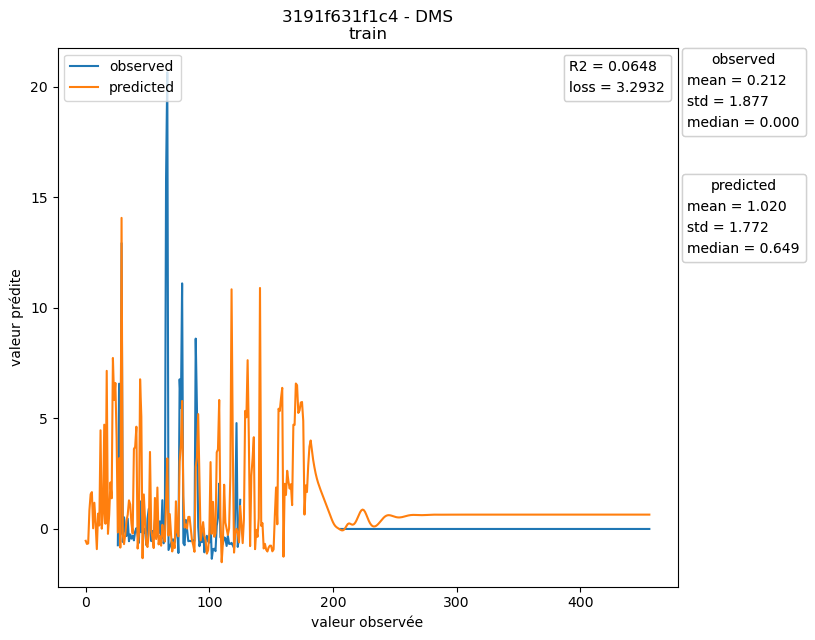 3191f631f1c4 - DMS
train
observed
predicted
R2 = 0.0648
loss = 3.2932
observed
mean = 0.212
std = 1.877
median = 0.000
predicted
mean = 1.020
std = 1.772
median = 0.649
20
15
10
5
0
valeur prédite
0
100
200
300
400
valeur observée